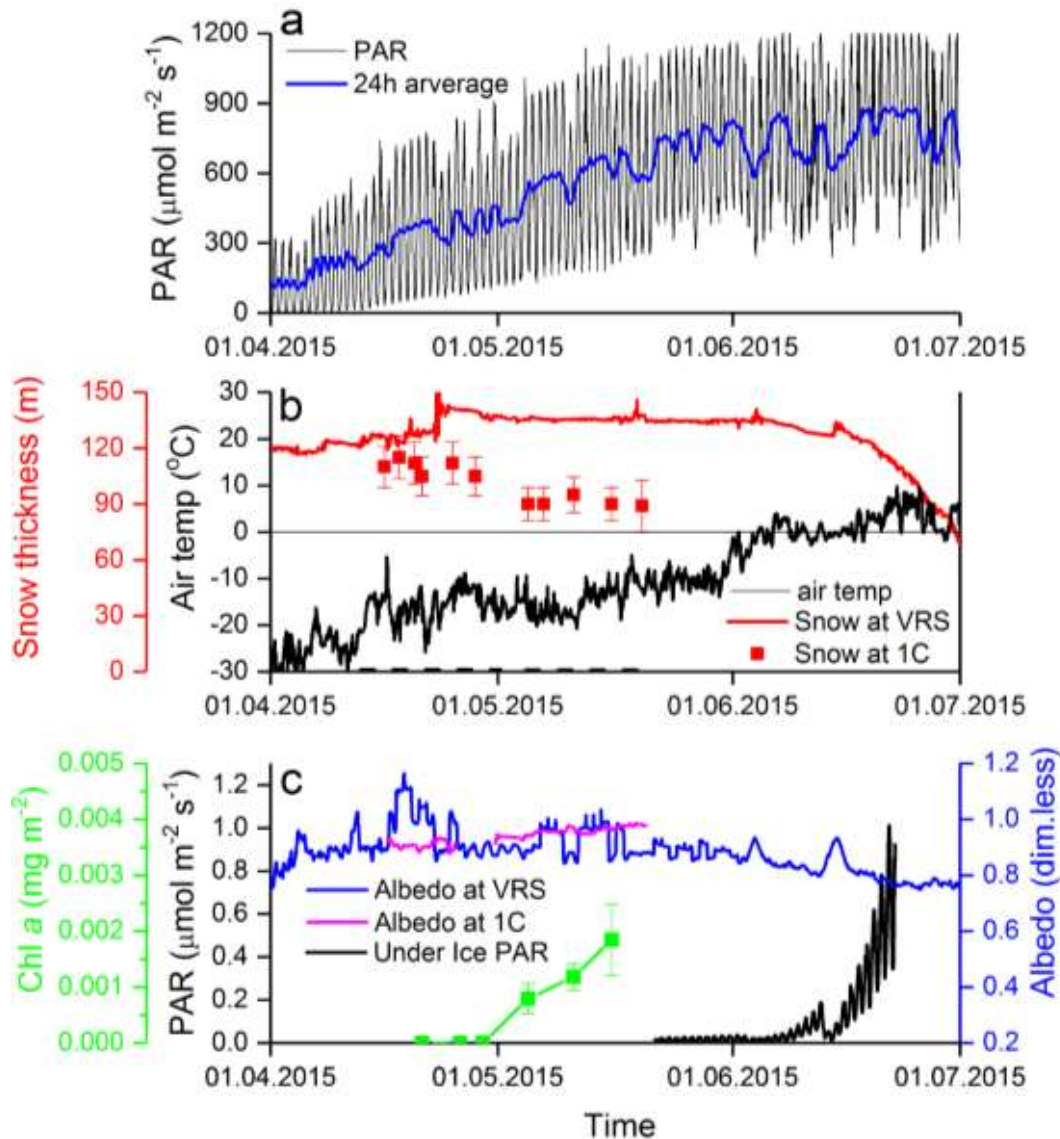 a
PAR
24h arverage
1200
900
600
300
0
PAR (μmol m⁻² s⁻¹)
01.04.2015 01.05.2015 01.06.2015 01.07.2015
b
150
120
90
60
30
0
Snow thickness (m)
30
20
10
0
-10
-20
-30
Air temp (°C)
air temp
Snow at VRS
Snow at 1C
01.04.2015 01.05.2015 01.06.2015 01.07.2015
c
0.005
0.004
0.003
0.002
0.001
0.000
Chl a (mg m⁻²)
1.2
1.0
0.8
0.6
0.4
0.2
0.0
PAR (μmol m⁻² s⁻¹)
Albedo at VRS
Albedo at 1C
Under Ice PAR
1.2
1.0
0.8
0.6
0.4
0.2
Albedo (dim.less)
01.04.2015 01.05.2015 01.06.2015 01.07.2015
Time